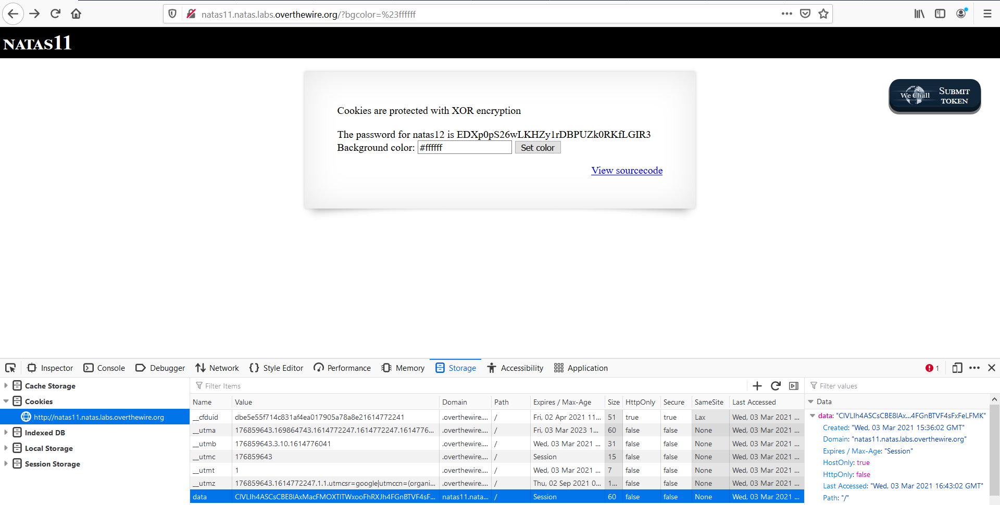 natas11.natas.labs.overthewire.org/?bgcolor=%23ffffff
NATAS11
We Chall
SUBMIT
TOKEN
Cookies are protected with XOR encryption
The password for natas12 is EDXp0pS26wLKHZy1rDBPUZk0RKfLGIR3
Background color: #ffffff Set color
View sourcecode
Inspector Console Debugger Network Style Editor Performance Memory Storage Accessibility Application 1
Cache Storage
Cookies
http://natas11.natas.labs.overthewire.org
Indexed DB
Local Storage
Session Storage
Filter Items
Name Value Domain Path Expires / Max-Age Size HttpOnly Secure SameSite Last Accessed
__cfduid dbe5e55f714c831af4ea017905a78a8e21614772241 .overthewire.... / Fri, 02 Apr 2021 11... 51 true true Lax Wed, 03 Mar 2021 ...
__utma 176859643.169864743.1614772247.1614772247.1614776... .overthewire.... / Fri, 03 Mar 2023 1... 60 false false None Wed, 03 Mar 2021 ...
__utmb 176859643.3.10.1614776041 .overthewire.... / Wed, 03 Mar 2021 ... 31 false false None Wed, 03 Mar 2021 ...
__utmc 176859643 .overthewire.... / Session 15 false false None Wed, 03 Mar 2021 ...
__utmt 1 .overthewire.... / Wed, 03 Mar 2021 ... 7 false false None Wed, 03 Mar 2021 ...
__utmz 176859643.1614772247.1.1.utmcsr=google|utmccn=(organi... .overthewire.... / Thu, 02 Sep 2021 0... 1... false false None Wed, 03 Mar 2021 ...
data ClVLIh4ASCsCBE8lAxMacFMOXTlTWxooFhRXJh4FGnBTVF4sF... natas11.nata... / Session 60 false false None Wed, 03 Mar 2021 ...
Filter values
Data
data: "ClVLIh4ASCsCBE8lAx...4FGnBTVF4sFxFeLFMK"
Created: "Wed, 03 Mar 2021 15:36:02 GMT"
Domain: "natas11.natas.labs.overthewire.org"
Expires / Max-Age: "Session"
HostOnly: true
HttpOnly: false
Last Accessed: "Wed, 03 Mar 2021 16:43:02 GMT"
Path: "/"